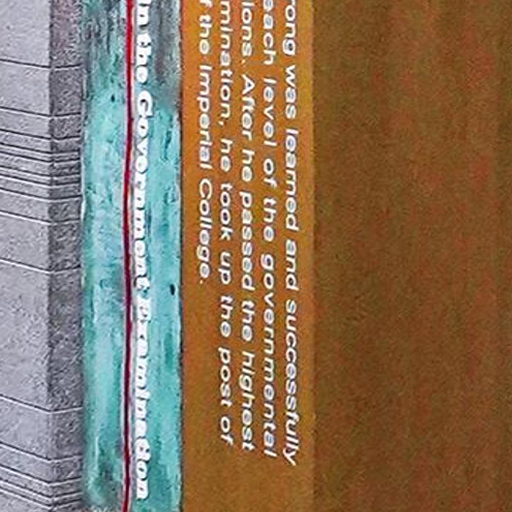 in the Government Examination
rong was learned and successfully
each level of the governmental
ions. After he passed the highest
mination, he took up the post of
f the Imperial College.